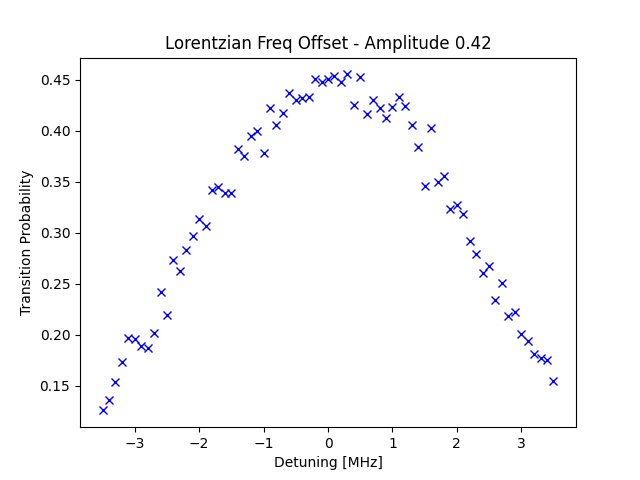 Lorentzian Freq Offset - Amplitude 0.42
Transition Probability
0.45
0.40
0.35
0.30
0.25
0.20
0.15
−3 −2 −1 0 1 2 3
Detuning [MHz]